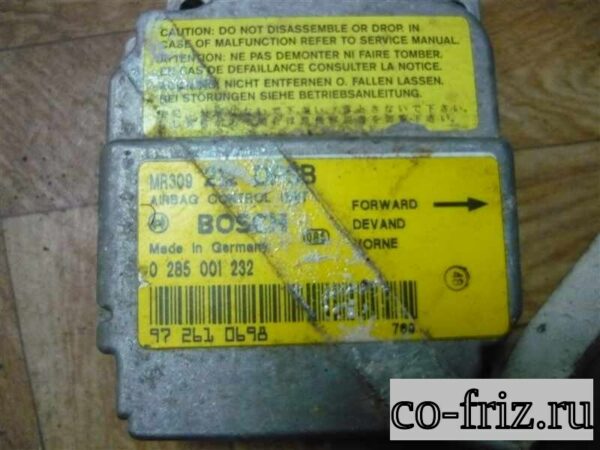 CAUTION: DO NOT DISASSEMBLE OR DROP. IN
CASE OF MALFUNCTION REFER TO SERVICE MANUAL.
ATTENTION: NE PAS DEMONTER NI FAIRE TOMBER.
EN CAS DE DEFAILLANCE CONSULTER LA NOTICE.
NICHT ENTFERNEN O. FALLEN LASSEN.
BEI STÖRUNGEN SIEHE BETRIEBSANLEITUNG.
MR309
AIRBAG CONTROL UNIT
BOSCH
Made in Germany
0 285 001 232
FORWARD
DEVAND
VORNE
97 261 0698
co-friz.ru